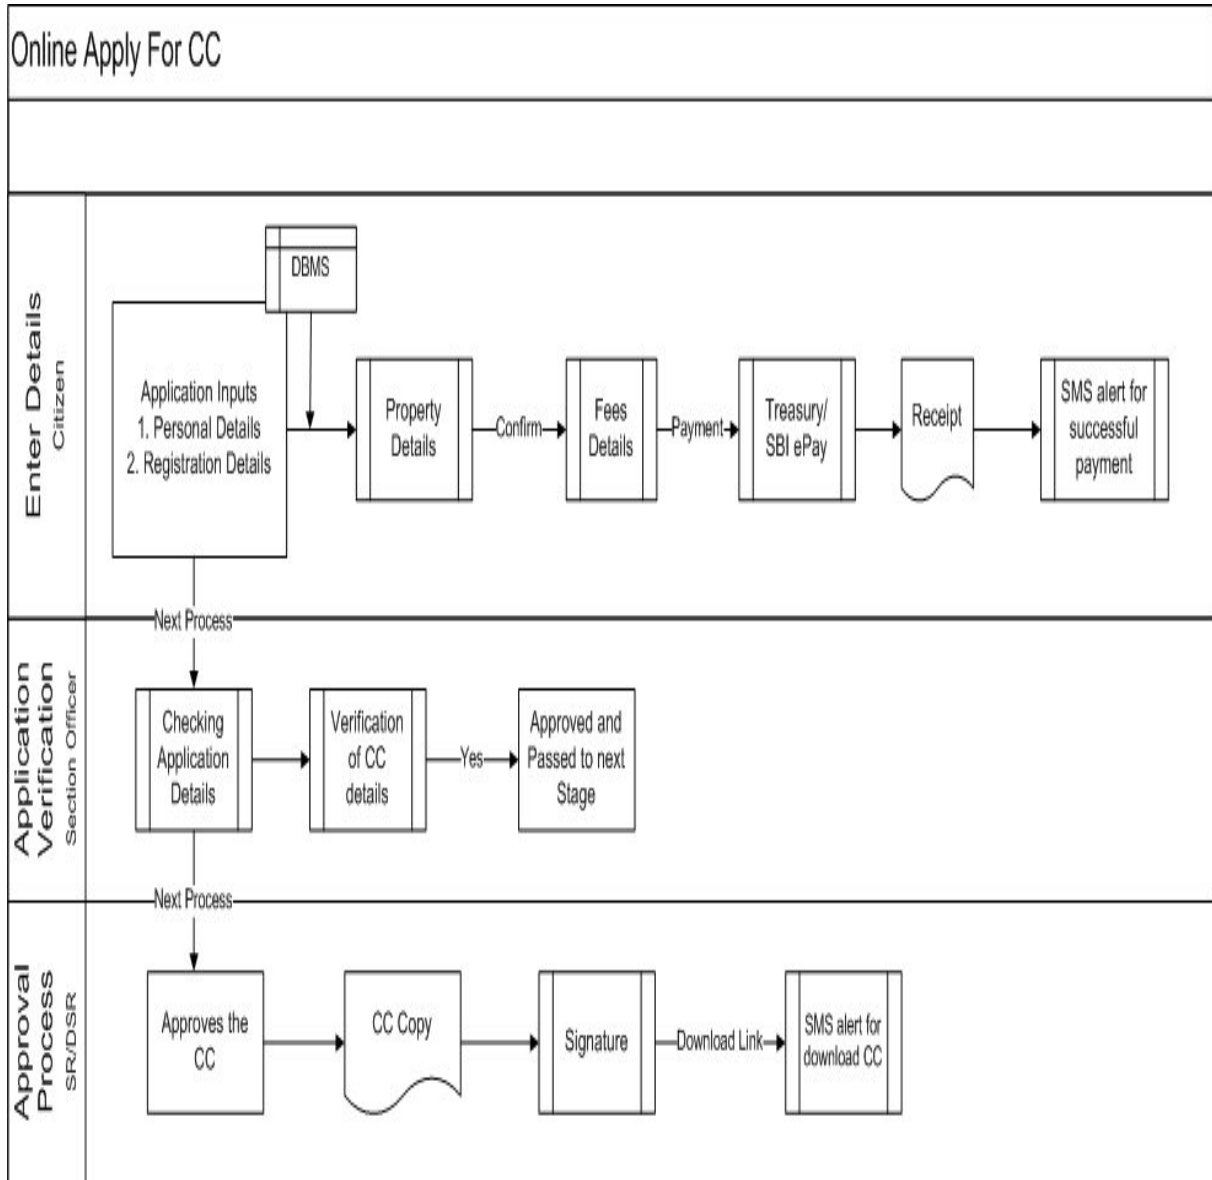 Online Apply For CC
Enter Details
Citizen
DBMS
Application Inputs
1. Personal Details
2. Registration Details
Property
Details
Confirm
Fees
Details
Payment
Treasury/
SBI ePay
Receipt
SMS alert for
successful
payment
Next Process
Application
Verification
Section Officer
Checking
Application
Details
Verification
of CC
details
Yes
Approved and
Passed to next
Stage
Next Process
Approval
Process
SR/DSR
Approves the
CC
CC Copy
Signature
Download Link
SMS alert for
download CC